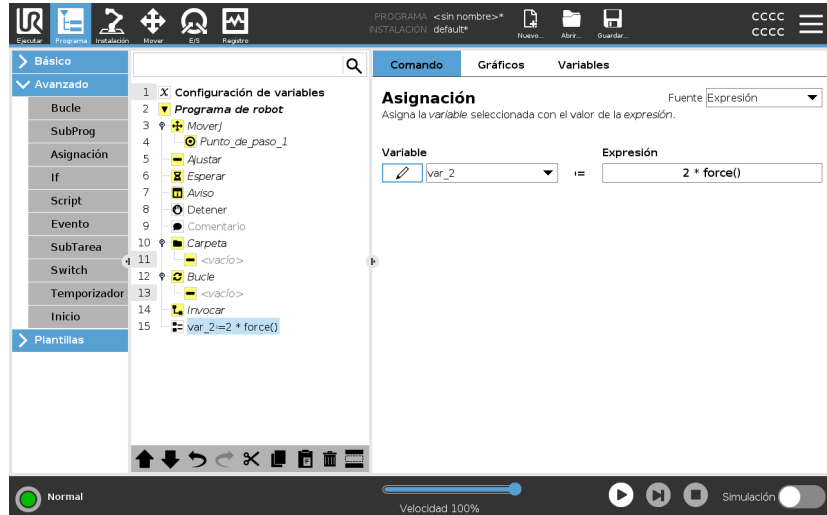 PROGRAMA <sin nombre>*
INSTALACIÓN default*
UR
Ejecutar
Programa
Instalación
Mover
E/S
Registro
Nuevo...
Abrir...
Guardar...
CCCC
CCCC
Básico
Avanzado
Bucle
SubProg
Asignación
If
Script
Evento
SubTarea
Switch
Temporizador
Inicio
Plantillas
1 X Configuración de variables
2 Programa de robot
3 MoverJ
4 Punto_de_paso_1
5 Ajustar
6 Esperar
7 Aviso
8 Detener
9 Comentario
10 Carpeta
11 <vacío>
12 Bucle
13 <vacío>
14 Invocar
15 var_2≔2 * force()
Comando Gráficos Variables
Asignación
Fuente Expresión
Asigna la variable seleccionada con el valor de la expresión.
Variable Expresión
var_2 ≔ 2 * force()
Normal
Velocidad 100%
Simulación